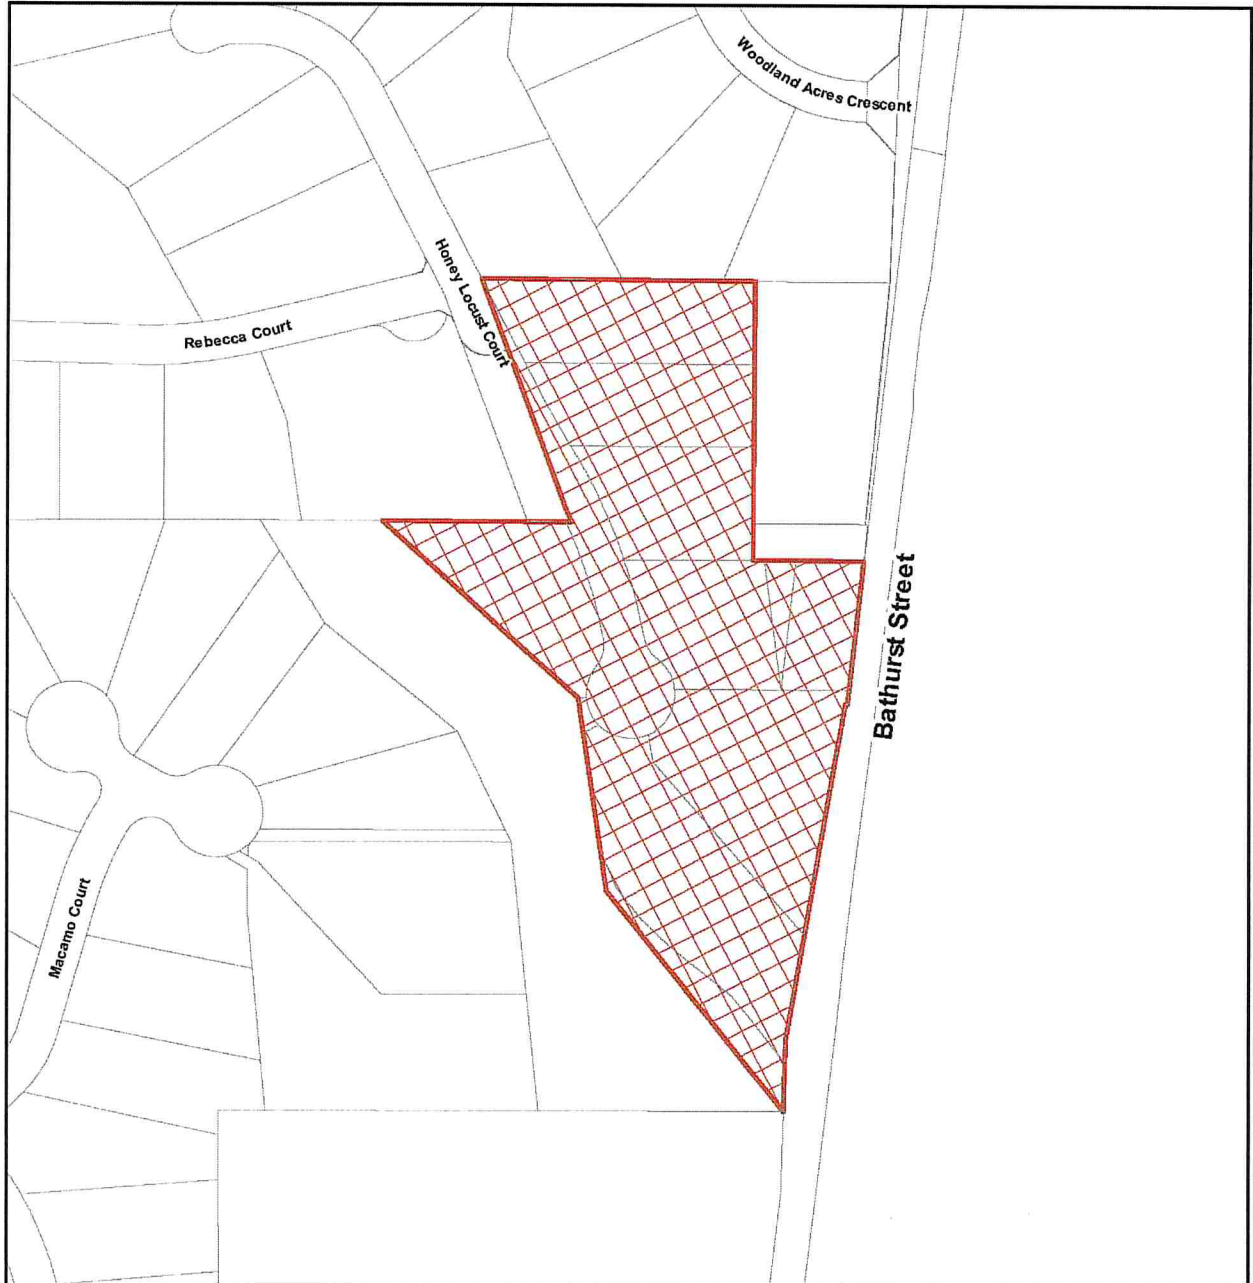 Woodland Acres Crescent
Honey Locust Court
Rebecca Court
Bathurst Street
Macamo Court